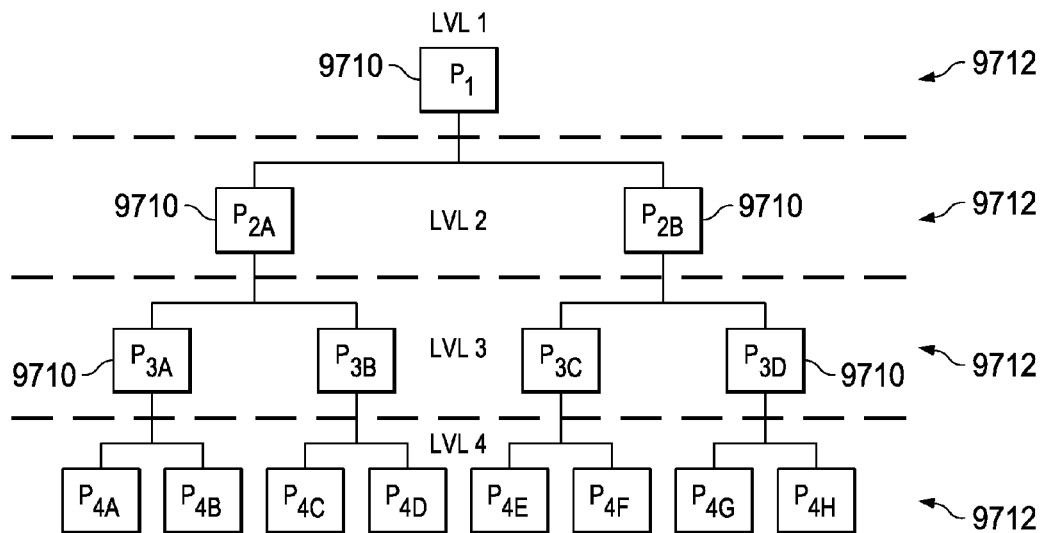 LVL 1
9710 P1 9712
9710 P2A LVL 2 P2B 9710 9712
9710 P3A P3B LVL 3 P3C P3D 9710 9712
LVL 4
P4A P4B P4C P4D P4E P4F P4G P4H 9712